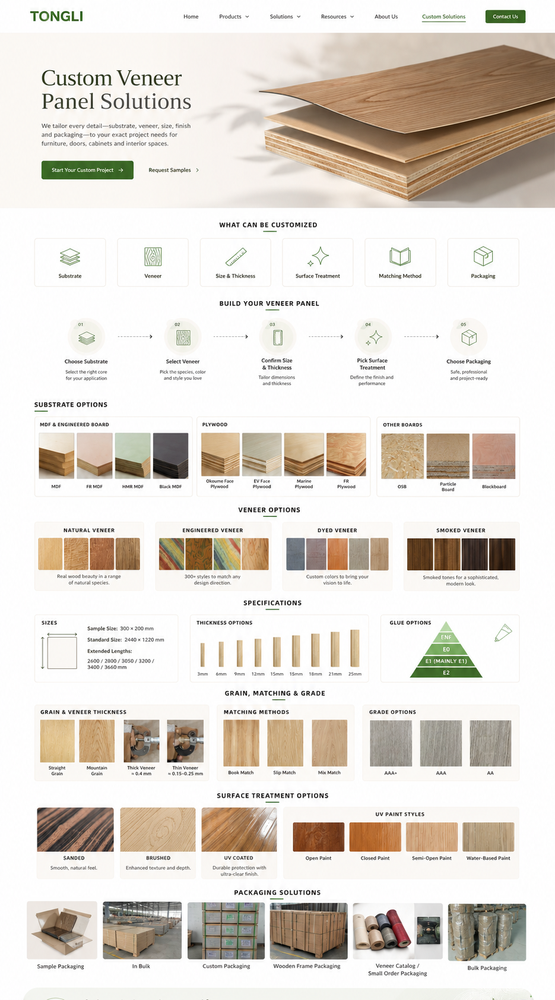 TONGLI
Home
Products
Solutions
Resources
About Us
Custom Solutions
Contact Us
Custom Veneer
Panel Solutions
We tailor every detail—substrate, veneer, size, finish
and packaging—to your exact project needs for
furniture, doors, cabinets and interior spaces.
Start Your Custom Project →
Request Samples >
WHAT CAN BE CUSTOMIZED
Substrate
Veneer
Size & Thickness
Surface Treatment
Matching Method
Packaging
BUILD YOUR VENEER PANEL
01
Choose Substrate
Select the right core
for your application
02
Select Veneer
Pick the species, color
and style you love
03
Confirm Size
& Thickness
Tailor dimensions
and thickness
04
Pick Surface
Treatment
Define the finish and
performance
05
Choose Packaging
Safe, professional
and project-ready
SUBSTRATE OPTIONS
MDF & ENGINEERED BOARD
MDF
FR MDF
HMR MDF
Black MDF
PLYWOOD
Okoume Face
Plywood
EV Face
Plywood
Marine
Plywood
FR
Plywood
OTHER BOARDS
OSB
Particle
Board
Blockboard
VENEER OPTIONS
NATURAL VENEER
Real wood beauty in a range
of natural species.
ENGINEERED VENEER
300+ styles to match any
design direction.
DYED VENEER
Custom colors to bring your
vision to life.
SMOKED VENEER
Smoked tones for a sophisticated,
modern look.
SPECIFICATIONS
SIZES
Sample Size: 300 × 200 mm
Standard Size: 2440 × 1220 mm
Extended Lengths:
2600 / 2800 / 3050 / 3200 /
3400 / 3660 mm
THICKNESS OPTIONS
3mm
6mm
9mm
12mm
15mm
15mm
18mm
21mm
25mm
GLUE OPTIONS
ENF
E0
E1 (MAINLY E1)
E2
GRAIN, MATCHING & GRADE
GRAIN & VENEER THICKNESS
Straight
Grain
Mountain
Grain
Thick Veneer
≈ 0.4 mm
Thin Veneer
≈ 0.15–0.25 mm
MATCHING METHODS
Book Match
Slip Match
Mix Match
GRADE OPTIONS
AAA+
AAA
AA
SURFACE TREATMENT OPTIONS
SANDED
Smooth, natural feel.
BRUSHED
Enhanced texture and depth.
UV COATED
Durable protection with
ultra-clear finish.
UV PAINT STYLES
Open Paint
Closed Paint
Semi-Open Paint
Water-Based Paint
PACKAGING SOLUTIONS
Sample Packaging
In Bulk
Custom Packaging
Wooden Frame Packaging
Veneer Catalog /
Small Order Packaging
Bulk Packaging